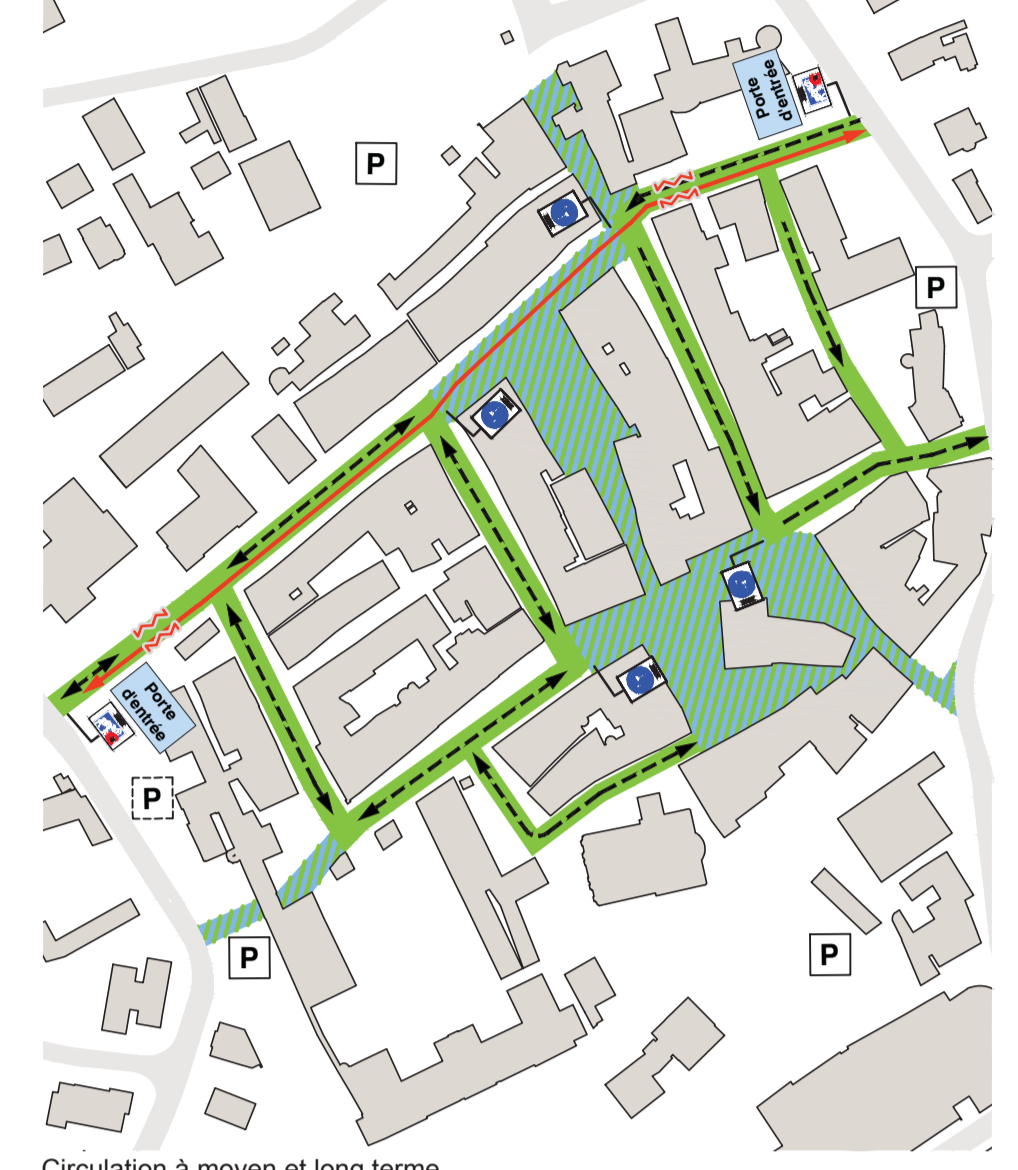 Porte
d'entrée
P
P
Porte
d'entrée
P
P
P
Circulation à moyen et long terme